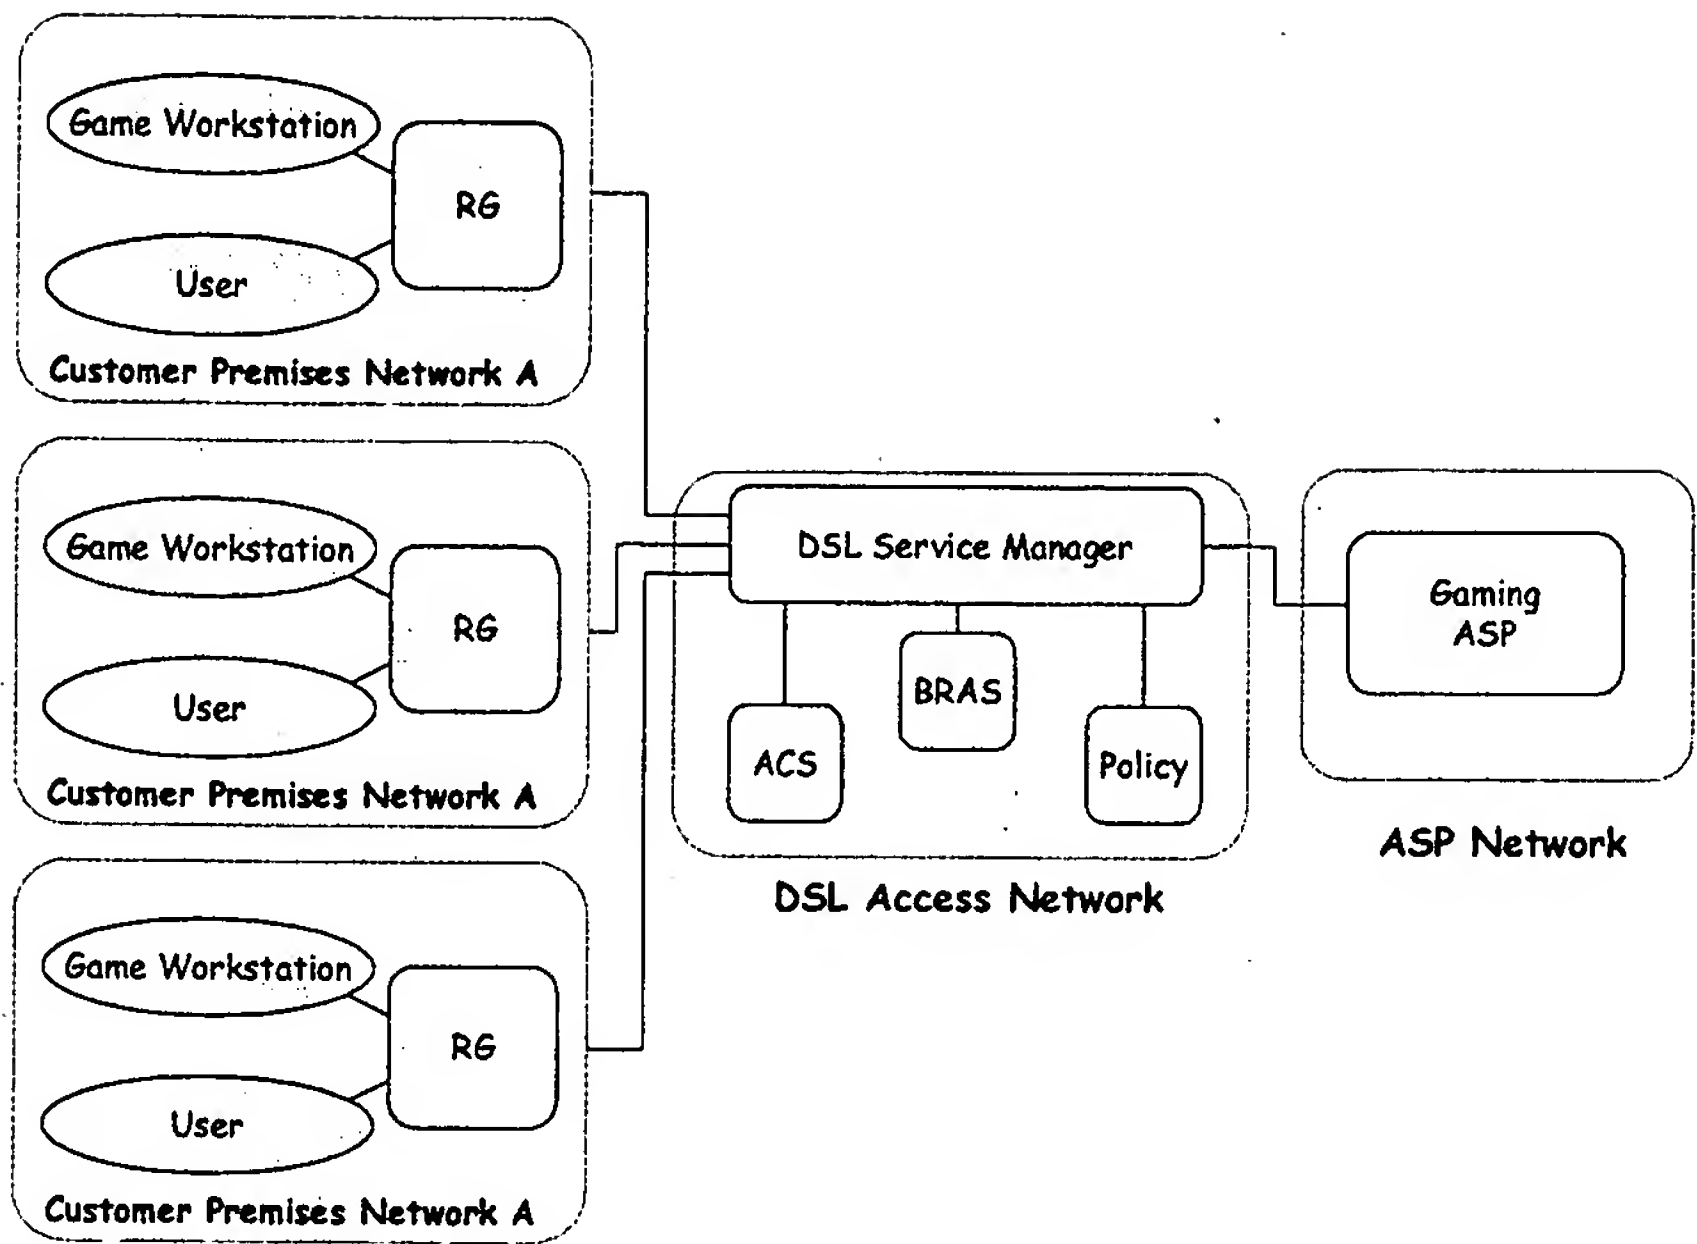 Game Workstation
RG
User
Customer Premises Network A
Game Workstation
RG
User
Customer Premises Network A
Game Workstation
RG
User
Customer Premises Network A
DSL Service Manager
BRAS
ACS
Policy
DSL Access Network
Gaming
ASP
ASP Network